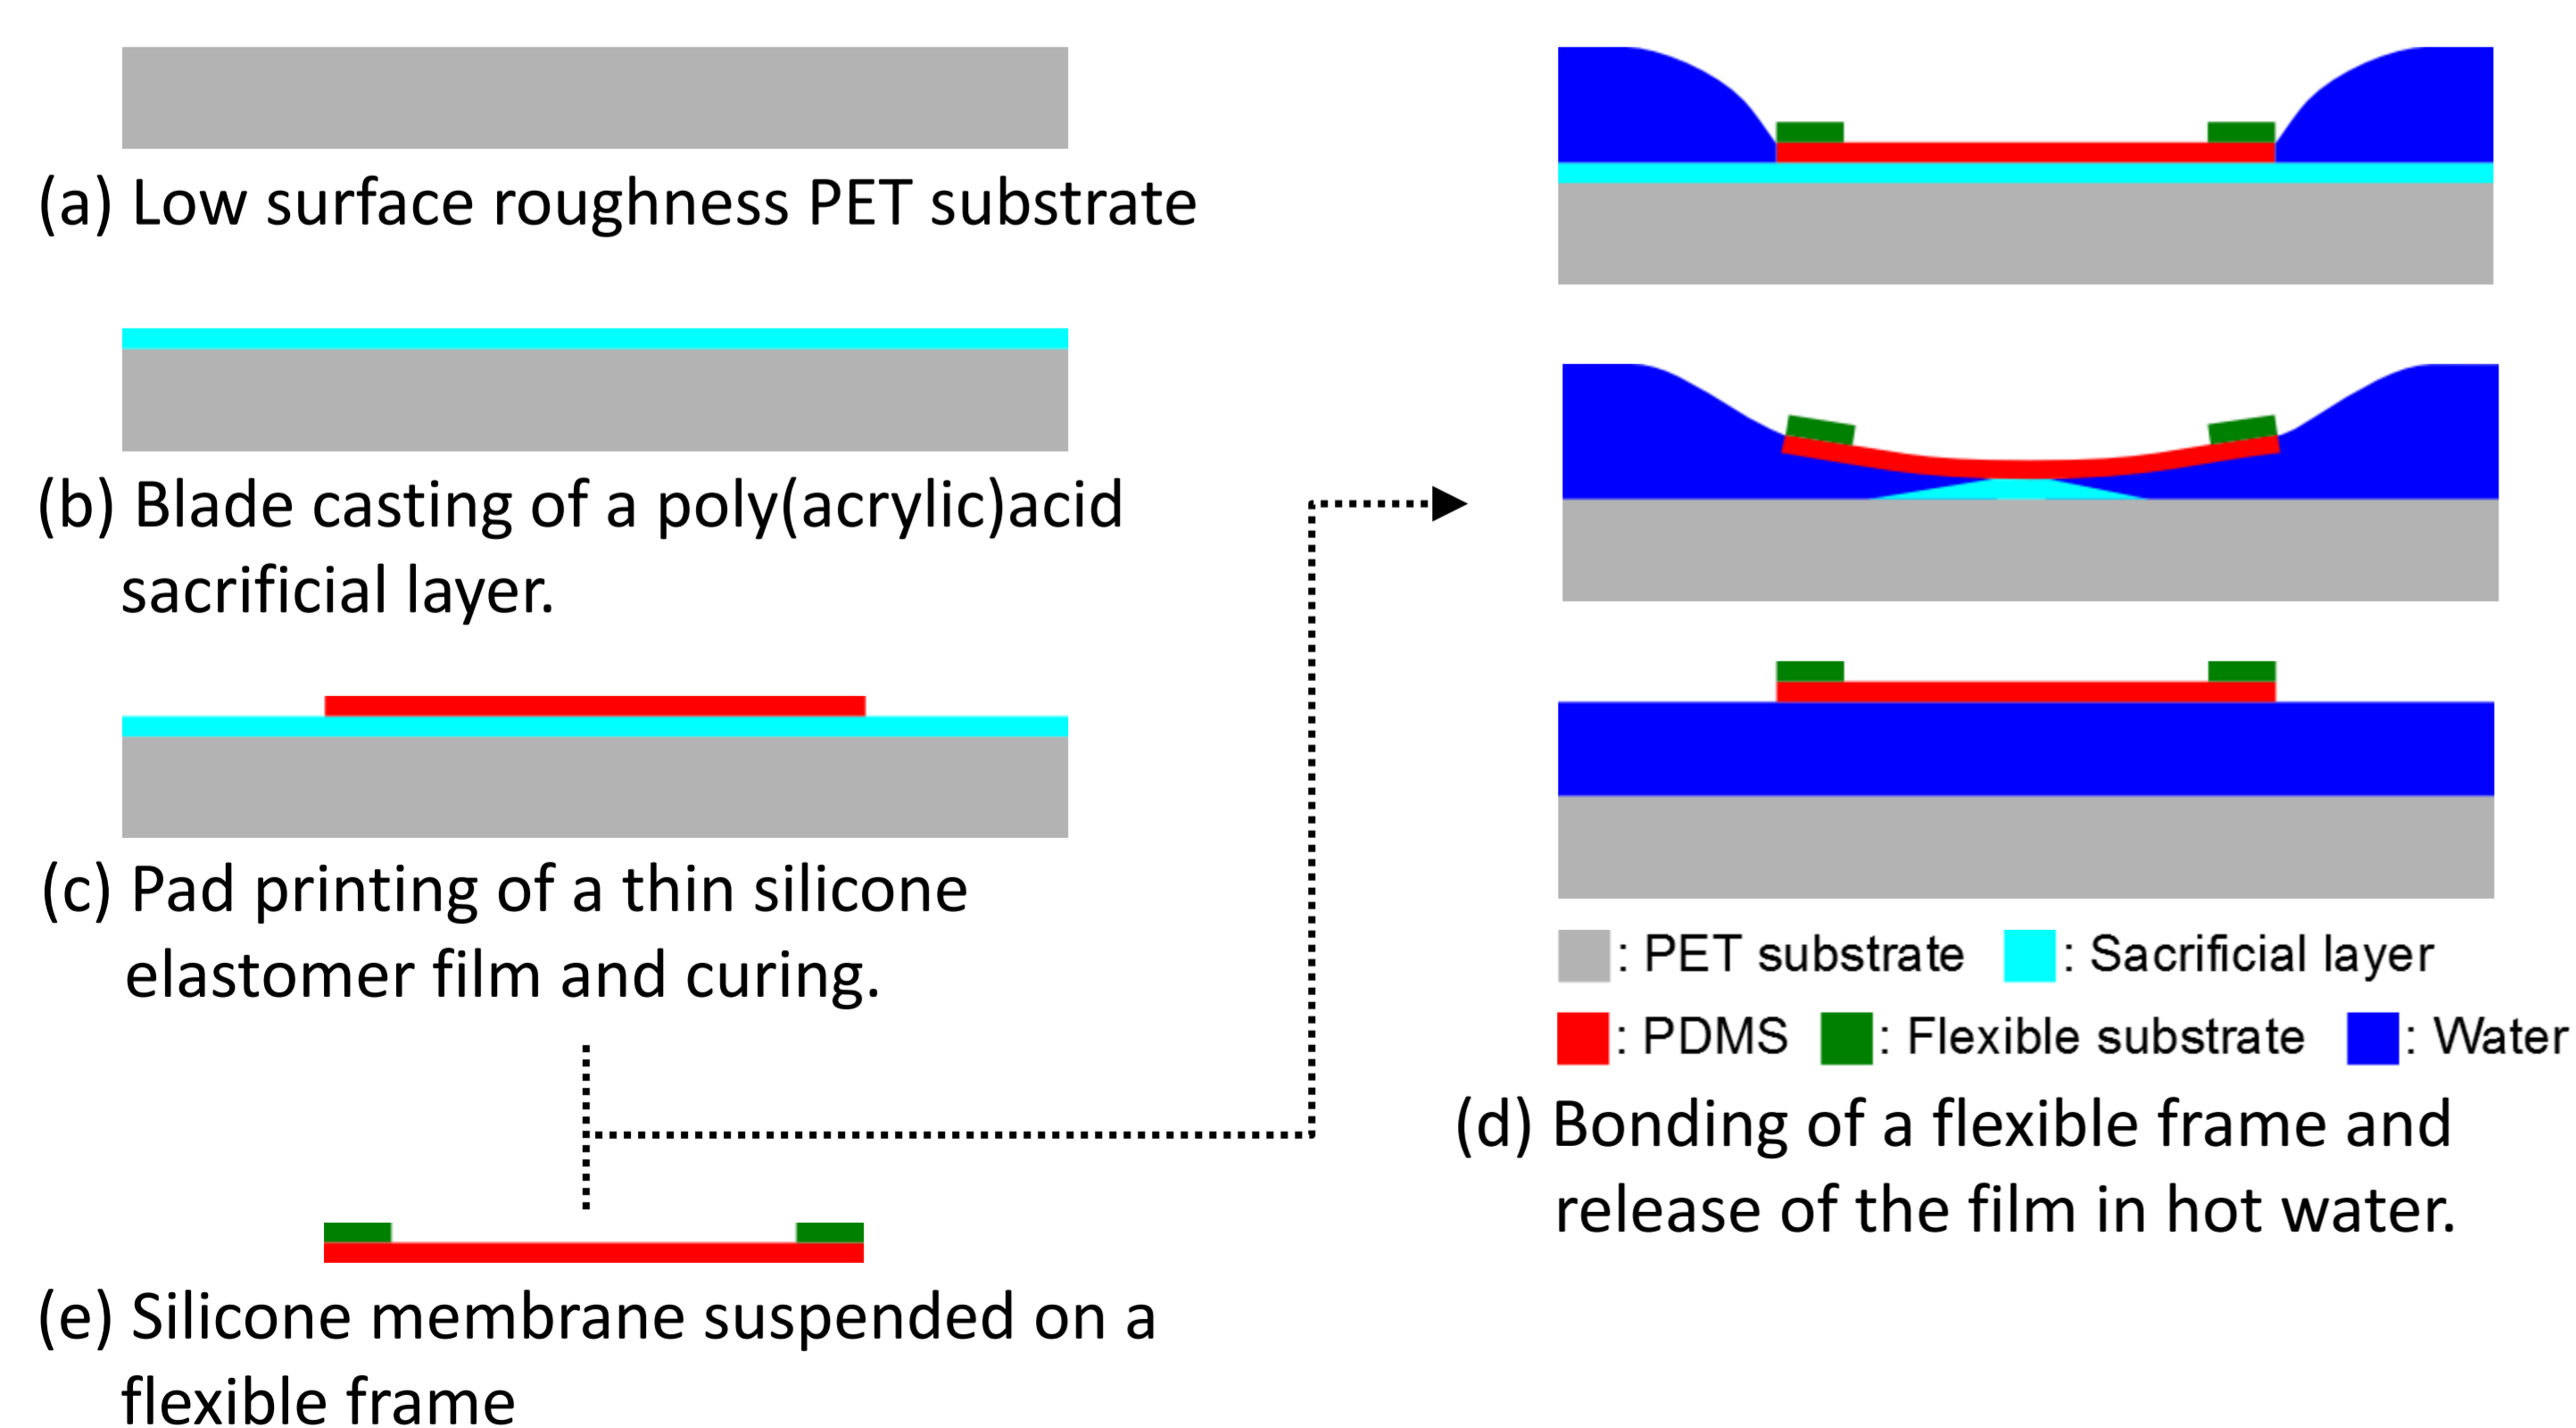 (a) Low surface roughness PET substrate
(b) Blade casting of a poly(acrylic)acid
sacrificial layer.
(c) Pad printing of a thin silicone
elastomer film and curing.
(e) Silicone membrane suspended on a
flexible frame
: PET substrate : Sacrificial layer
: PDMS : Flexible substrate : Water
(d) Bonding of a flexible frame and
release of the film in hot water.